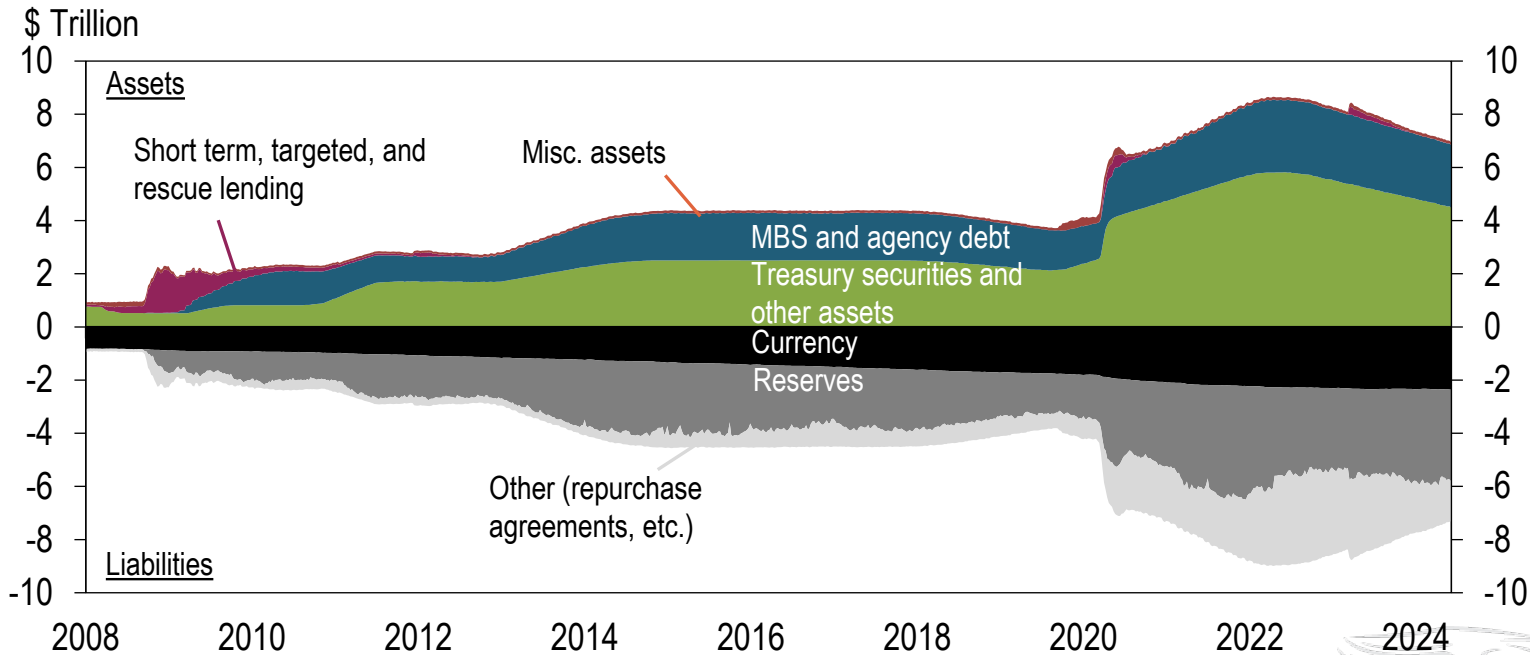 $ Trillion
10
8
6
4
2
0
-2
-4
-6
-8
-10
Assets
Short term, targeted, and
rescue lending
Misc. assets
MBS and agency debt
Treasury securities and
other assets
Currency
Reserves
Other (repurchase
agreements, etc.)
Liabilities
10
8
6
4
2
0
-2
-4
-6
-8
-10
2008 2010 2012 2014 2016 2018 2020 2022 2024